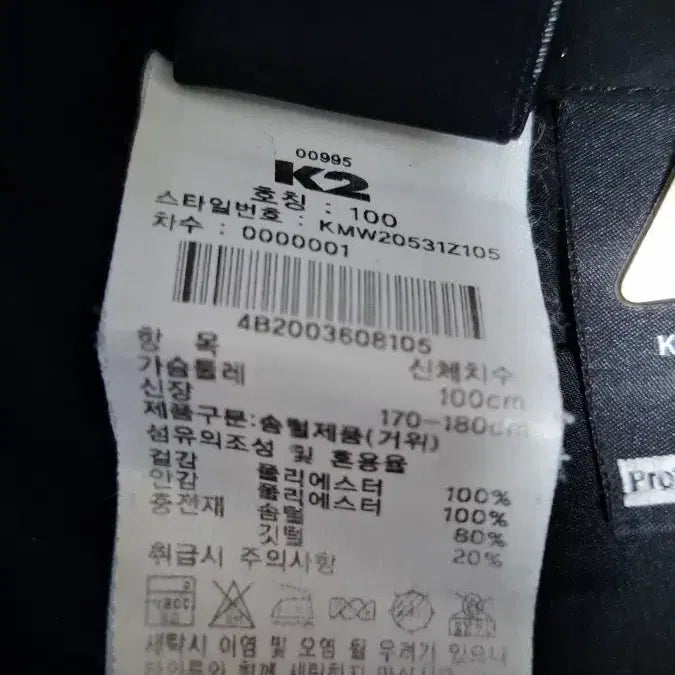 00995
K2
호칭 : 100
스타일번호 : KMW20531Z105
차수 : 0000001
4B2003608105
항 목 신체치수
가슴둘레 100cm
신장 170-180cm
제품구분:솜털제품(거위)
섬유의조성 및 혼용율
겉감 폴리에스터 100%
안감 폴리에스터 100%
충전재 솜털 80%
깃털 20%
취급시 주의사항
세탁시 이염 및 오염 될 우려가 있으니
K
Pro